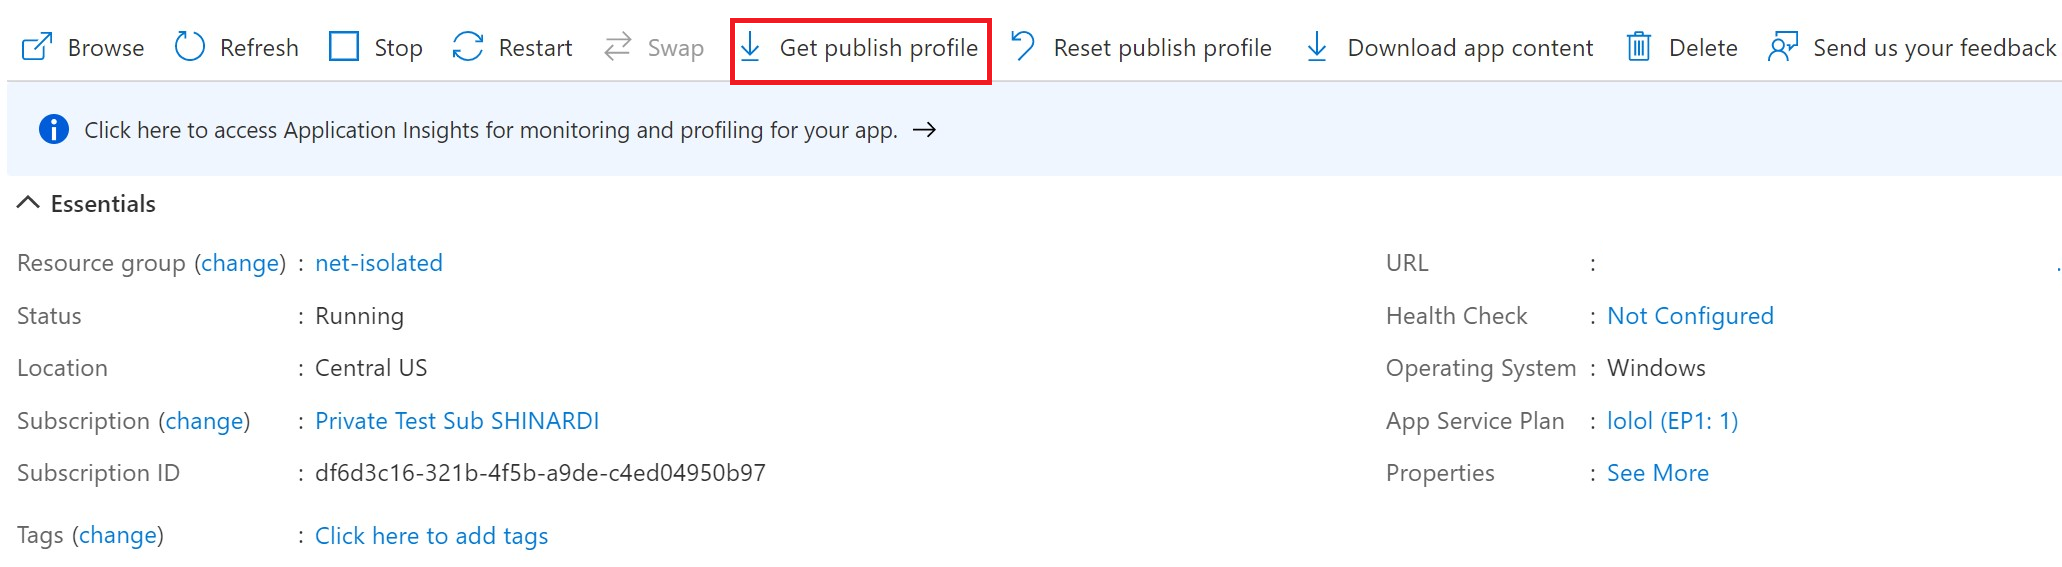 Browse Refresh Stop Restart Swap Get publish profile Reset publish profile Download app content Delete Send us your feedback
Click here to access Application Insights for monitoring and profiling for your app. →
Essentials
Resource group (change) : net-isolated URL :
Status : Running Health Check : Not Configured
Location : Central US Operating System : Windows
Subscription (change) : Private Test Sub SHINARDI App Service Plan : lolol (EP1: 1)
Subscription ID : df6d3c16-321b-4f5b-a9de-c4ed04950b97 Properties : See More
Tags (change) : Click here to add tags